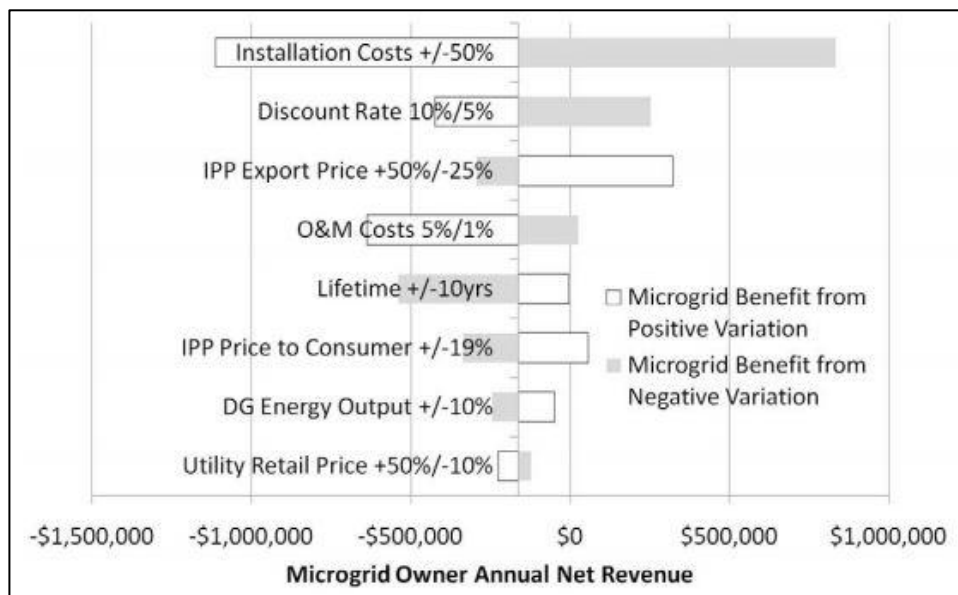 Installation Costs +/-50%
Discount Rate 10%/5%
IPP Export Price +50%/-25%
O&M Costs 5%/1%
Lifetime +/-10yrs
IPP Price to Consumer +/-19%
DG Energy Output +/-10%
Utility Retail Price +50%/-10%
Microgrid Benefit from
Positive Variation
Microgrid Benefit from
Negative Variation
-$1,500,000 -$1,000,000 -$500,000 $0 $500,000 $1,000,000
Microgrid Owner Annual Net Revenue